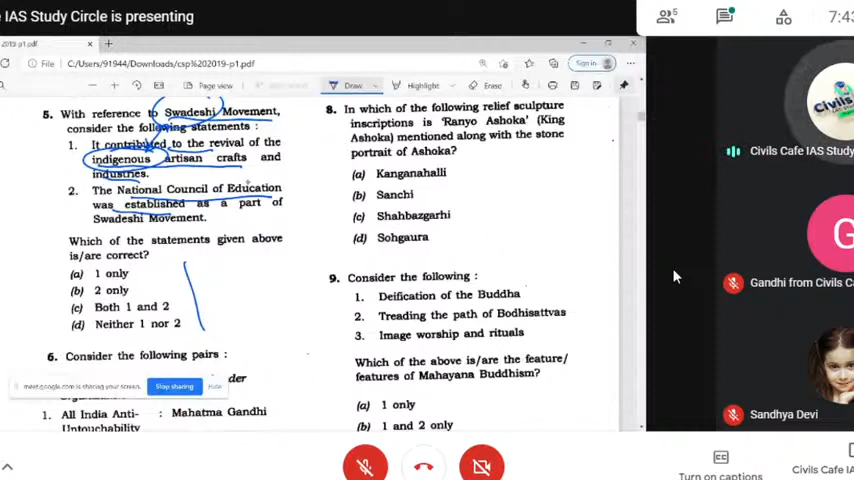 e IAS Study Circle is presenting
5
7:43
2019-p1.pdf
File
C:/Users/91944/Downloads/csp%202019-p1.pdf
Sign in
Page view
Draw
Highlight
Erase
5. With reference to Swadeshi Movement,
consider the following statements :
1. It contributed to the revival of the
indigenous artisan crafts and
industries.
2. The National Council of Education
was established as a part of
Swadeshi Movement.
Which of the statements given above
is/are correct?
(a) 1 only
(b) 2 only
(c) Both 1 and 2
(d) Neither 1 nor 2
6. Consider the following pairs :
meet.google.com is sharing your screen.
Stop sharing
Hide
der
1. All India Anti- : Mahatma Gandhi
Untouchability
8. In which of the following relief sculpture
inscriptions is 'Ranyo Ashoka' (King
Ashoka) mentioned along with the stone
portrait of Ashoka?
(a) Kanganahalli
(b) Sanchi
(c) Shahbazgarhi
(d) Sohgaura
9. Consider the following :
1. Deification of the Buddha
2. Treading the path of Bodhisattvas
3. Image worship and rituals
Which of the above is/are the feature/
features of Mahayana Buddhism?
(a) 1 only
(b) 1 and 2 only
Civils
Civils Cafe IAS Study
G
Gandhi from Civils Ca
Sandhya Devi
Turn on captions
Civils Cafe IAS